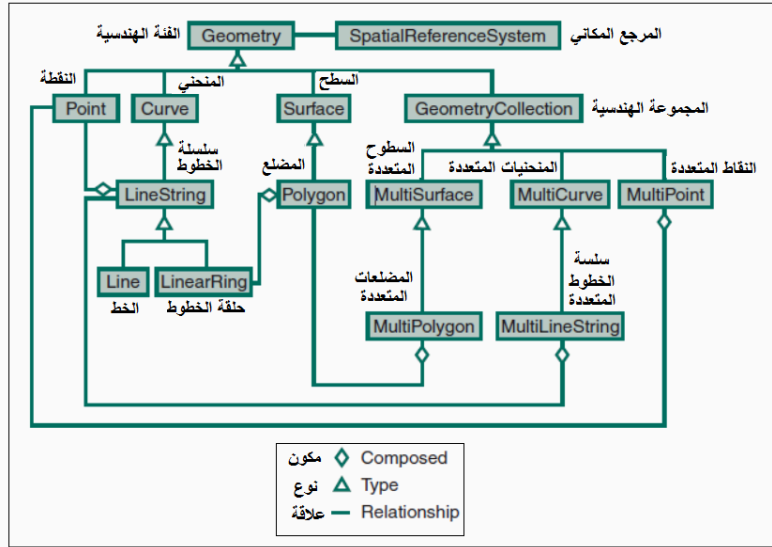 الفئة الهندسية Geometry SpatialReferenceSystem المرجع المكاني
النقطة المنحني السطح
Point Curve Surface GeometryCollection المجموعة الهندسية
سلسلة
الخطوط
المضلع
السطوح
المتعددة
المنحنيات المتعددة
النقاط المتعددة
LineString Polygon MultiSurface MultiCurve MultiPoint
Line LinearRing
الخط حلقة الخطوط
المضلعات
المتعددة
سلسة
الخطوط
المتعددة
MultiPolygon MultiLineString
مكون Composed
نوع Type
علاقة Relationship